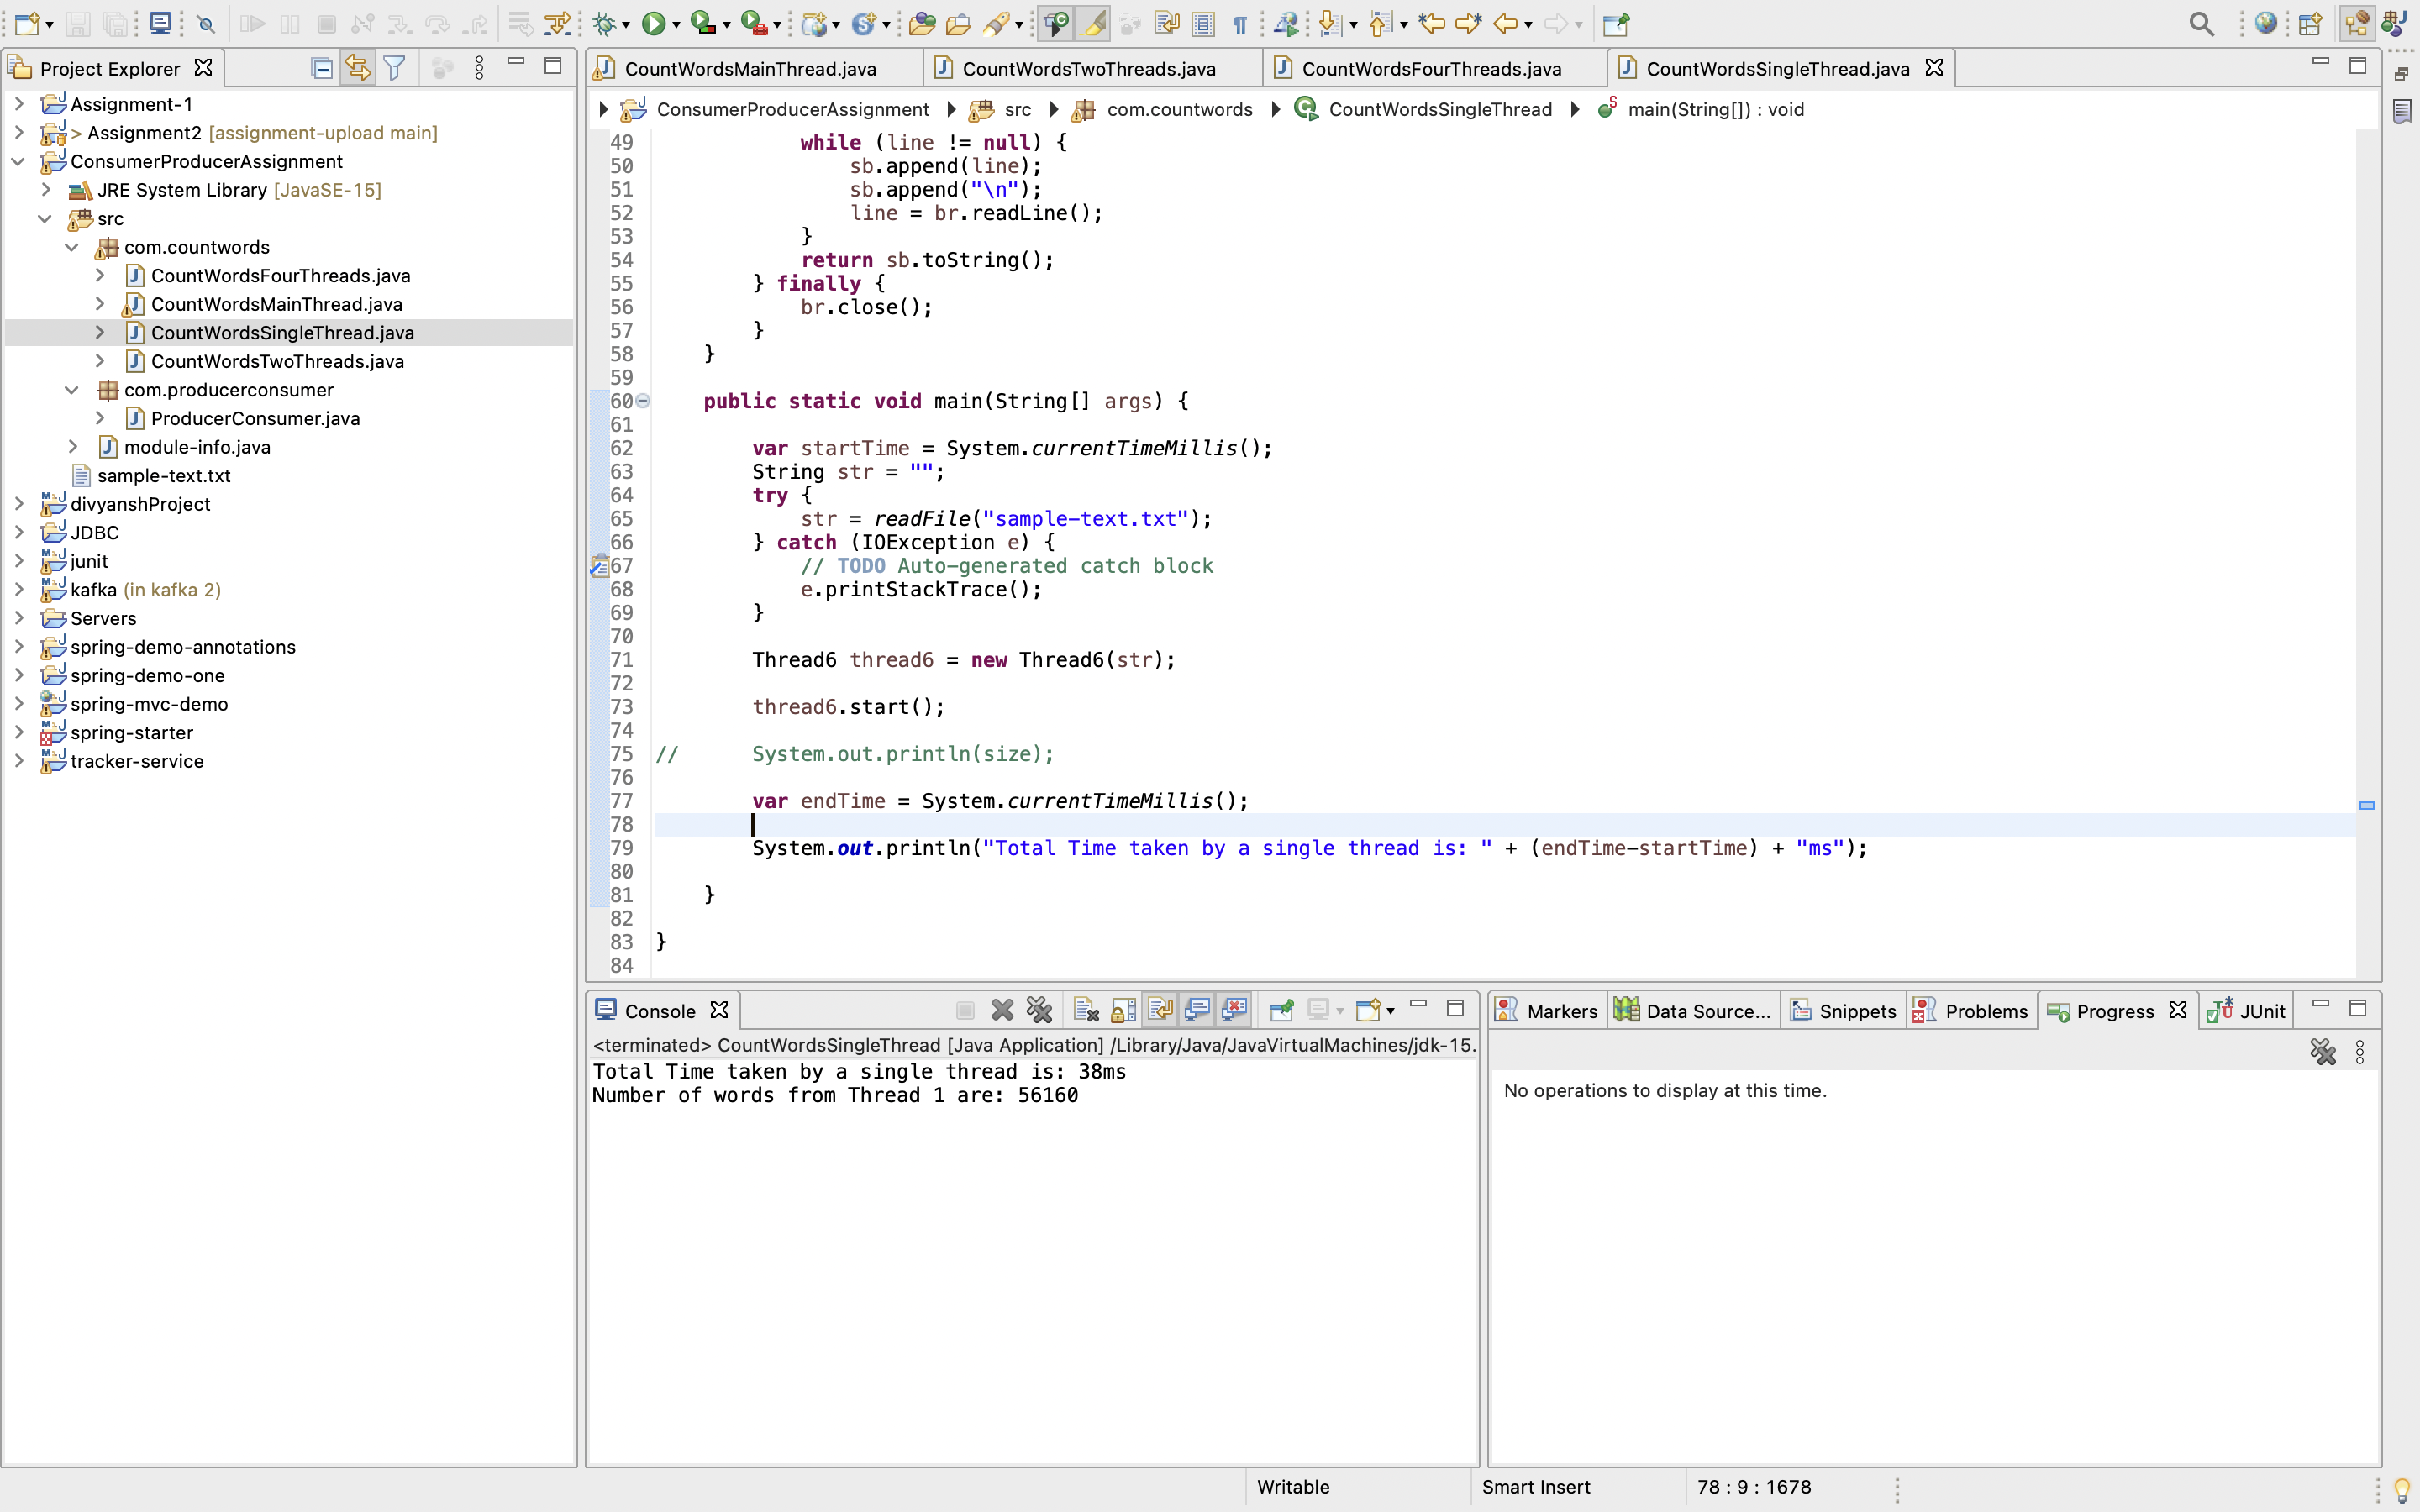 Project Explorer
Assignment-1
> Assignment2 [assignment-upload main]
ConsumerProducerAssignment
JRE System Library [JavaSE-15]
src
com.countwords
CountWordsFourThreads.java
CountWordsMainThread.java
CountWordsSingleThread.java
CountWordsTwoThreads.java
com.producerconsumer
ProducerConsumer.java
module-info.java
sample-text.txt
divyanshProject
JDBC
junit
kafka (in kafka 2)
Servers
spring-demo-annotations
spring-demo-one
spring-mvc-demo
spring-starter
tracker-service
CountWordsMainThread.java CountWordsTwoThreads.java CountWordsFourThreads.java CountWordsSingleThread.java
ConsumerProducerAssignment src com.countwords CountWordsSingleThread main(String[]) : void
49 while (line != null) {
50 sb.append(line);
51 sb.append("\n");
52 line = br.readLine();
53 }
54 return sb.toString();
55 } finally {
56 br.close();
57 }
58 }
59
60 public static void main(String[] args) {
61
62 var startTime = System.currentTimeMillis();
63 String str = "";
64 try {
65 str = readFile("sample-text.txt");
66 } catch (IOException e) {
67 // TODO Auto-generated catch block
68 e.printStackTrace();
69 }
70
71 Thread6 thread6 = new Thread6(str);
72
73 thread6.start();
74
75 // System.out.println(size);
76
77 var endTime = System.currentTimeMillis();
78
79 System.out.println("Total Time taken by a single thread is: " + (endTime-startTime) + "ms");
80
81 }
82
83 }
84
Console
<terminated> CountWordsSingleThread [Java Application] /Library/Java/JavaVirtualMachines/jdk-15.
Total Time taken by a single thread is: 38ms
Number of words from Thread 1 are: 56160
Markers Data Source... Snippets Problems Progress JUnit
No operations to display at this time.
Writable Smart Insert 78 : 9 : 1678